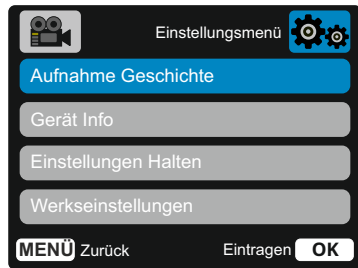 Einstellungsmenü
Aufnahme Geschichte
Gerät Info
Einstellungen Halten
Werkseinstellungen
MENÜ Zurück Eintragen OK